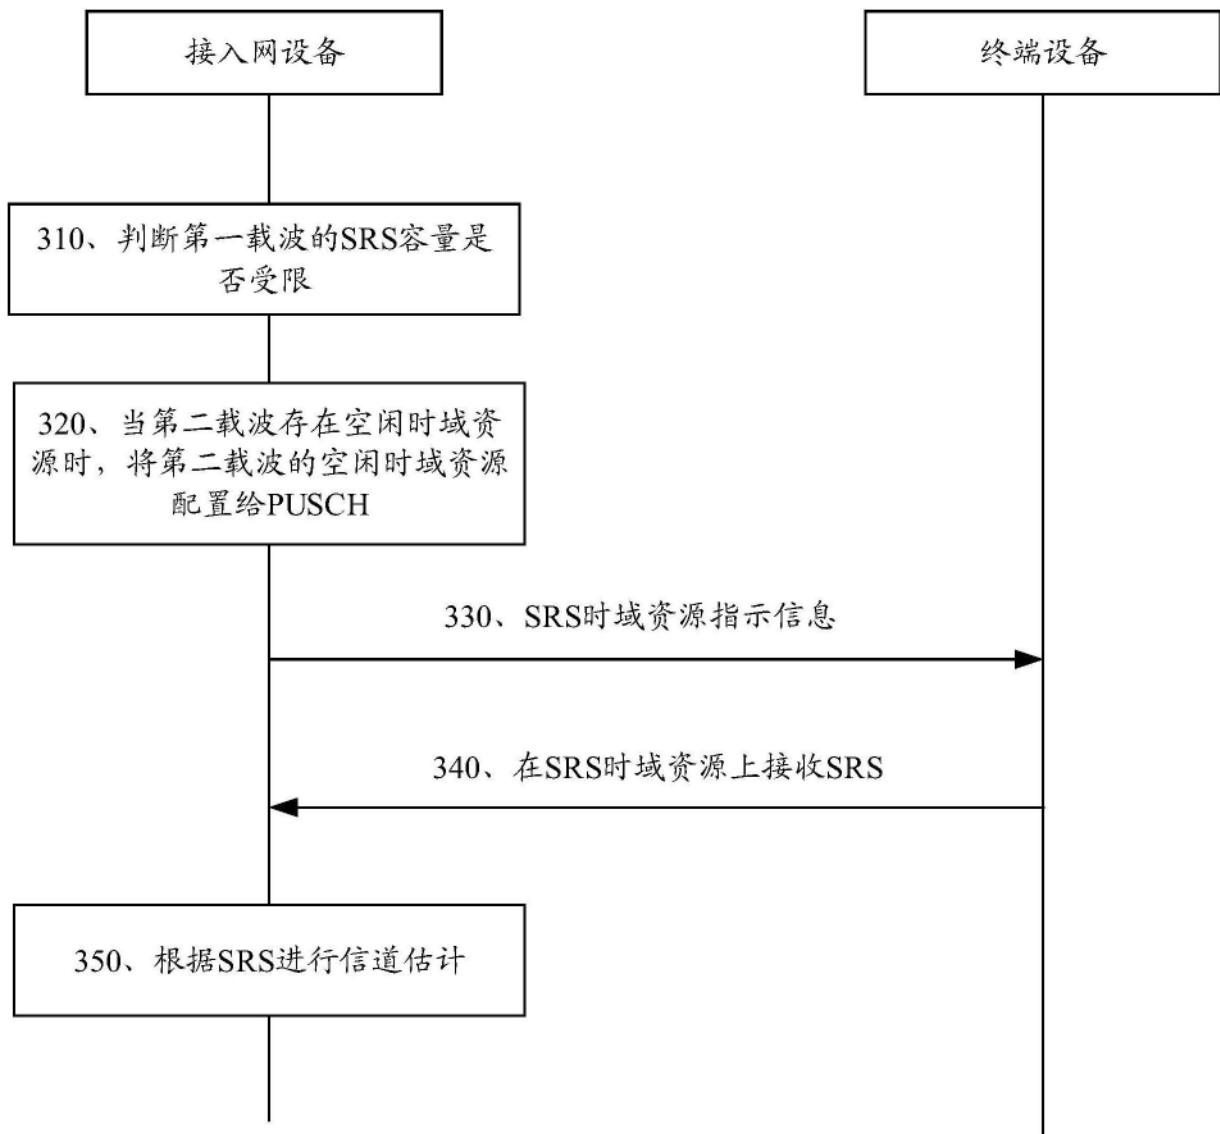 接入网设备
终端设备
310、判断第一载波的SRS容量是
否受限
320、当第二载波存在空闲时域资
源时，将第二载波的空闲时域资源
配置给PUSCH
330、SRS时域资源指示信息
340、在SRS时域资源上接收SRS
350、根据SRS进行信道估计